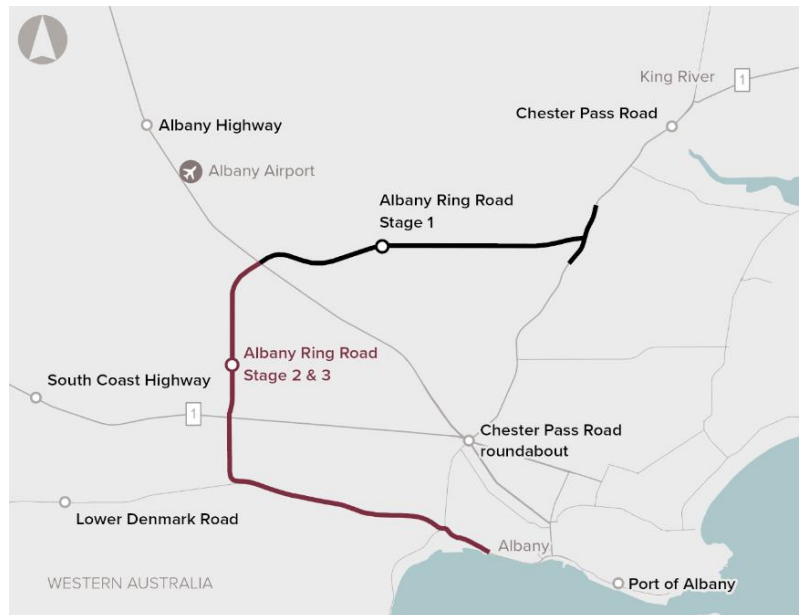 King River
1
Chester Pass Road
Albany Highway
Albany Airport
Albany Ring Road
Stage 1
Albany Ring Road
Stage 2 & 3
South Coast Highway
1
Chester Pass Road
roundabout
Lower Denmark Road
Albany
WESTERN AUSTRALIA
Port of Albany